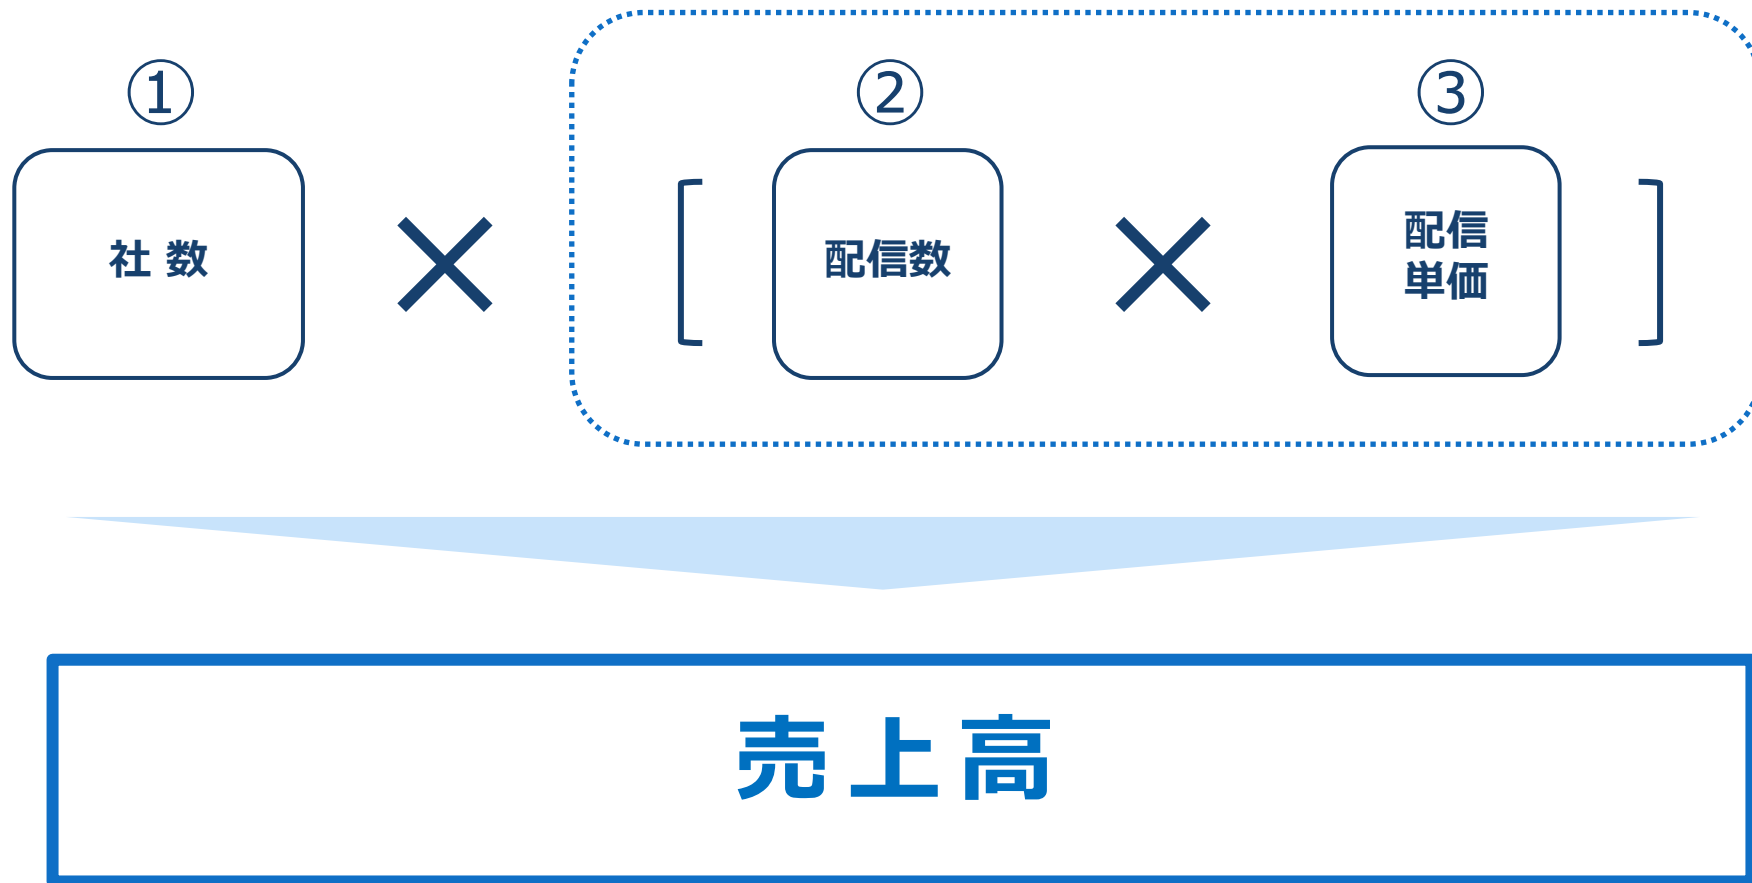 ① ② ③
社 数 × [ 配信数 × 配信
単価 ]
売上高